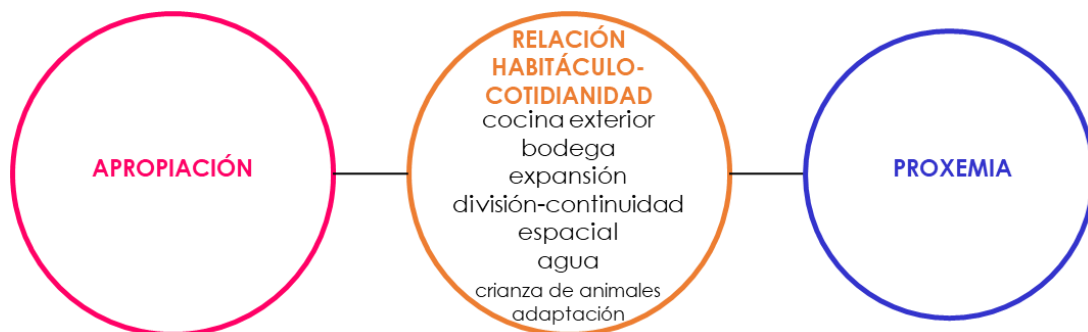 APROPIACIÓN
RELACIÓN
HABITÁCULO-
COTIDIANIDAD
cocina exterior
bodega
expansión
división-continuidad
espacial
agua
crianza de animales
adaptación
PROXEMIA